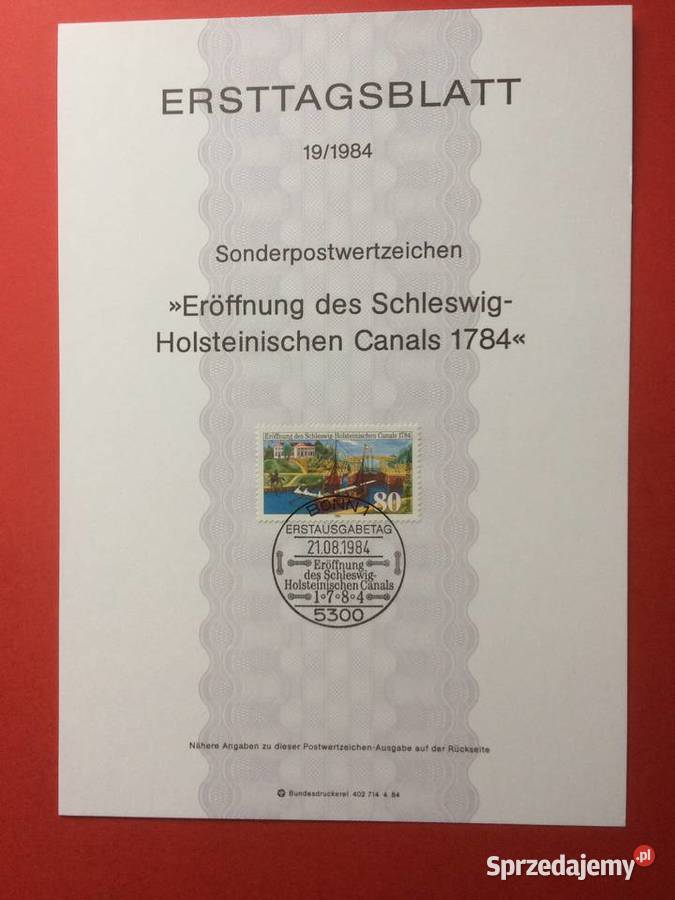 ERSTTAGSBLATT
19/1984
Sonderpostwertzeichen
»Eröffnung des Schleswig-
Holsteinischen Canals 1784«
Eröffnung des Schleswig-Holsteinischen Canals 1784
80
BONN 1
ERSTAUSGABETAG
21.08.1984
Eröffnung
des Schleswig-
Holsteinischen Canals
1·7·8·4
5300
Nähere Angaben zu dieser Postwertzeichen-Ausgabe auf der Rückseite
Bundesdruckerei 402 714 4 84
Sprzedajemy.pl